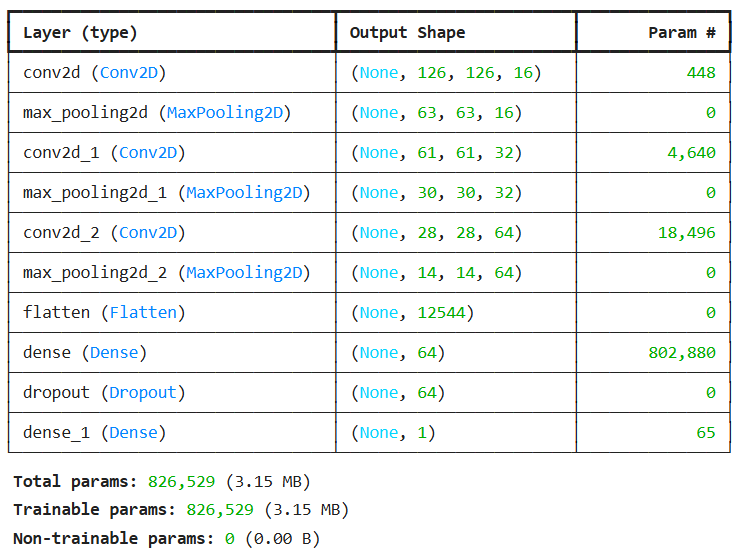 Layer (type) Output Shape Param #
conv2d (Conv2D) (None, 126, 126, 16) 448
max_pooling2d (MaxPooling2D) (None, 63, 63, 16) 0
conv2d_1 (Conv2D) (None, 61, 61, 32) 4,640
max_pooling2d_1 (MaxPooling2D) (None, 30, 30, 32) 0
conv2d_2 (Conv2D) (None, 28, 28, 64) 18,496
max_pooling2d_2 (MaxPooling2D) (None, 14, 14, 64) 0
flatten (Flatten) (None, 12544) 0
dense (Dense) (None, 64) 802,880
dropout (Dropout) (None, 64) 0
dense_1 (Dense) (None, 1) 65
Total params: 826,529 (3.15 MB)
Trainable params: 826,529 (3.15 MB)
Non-trainable params: 0 (0.00 B)